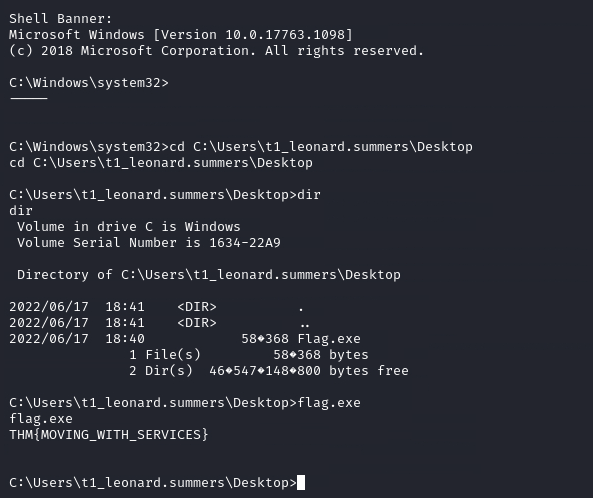 Shell Banner:
Microsoft Windows [Version 10.0.17763.1098]
(c) 2018 Microsoft Corporation. All rights reserved.
C:\Windows\system32>
-----
C:\Windows\system32>cd C:\Users\t1_leonard.summers\Desktop
cd C:\Users\t1_leonard.summers\Desktop
C:\Users\t1_leonard.summers\Desktop>dir
dir
 Volume in drive C is Windows
 Volume Serial Number is 1634-22A9
 Directory of C:\Users\t1_leonard.summers\Desktop
2022/06/17  18:41    <DIR>          .
2022/06/17  18:41    <DIR>          ..
2022/06/17  18:40            58�368 Flag.exe
               1 File(s)         58�368 bytes
               2 Dir(s)  46�547�148�800 bytes free
C:\Users\t1_leonard.summers\Desktop>flag.exe
flag.exe
THM{MOVING_WITH_SERVICES}
C:\Users\t1_leonard.summers\Desktop>